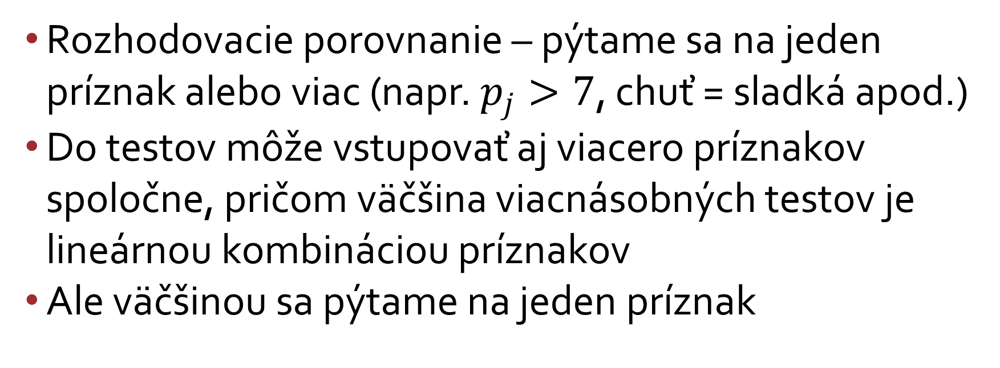 • Rozhodovacie porovnanie – pýtame sa na jeden
príznak alebo viac (napr. p_j > 7, chuť = sladká apod.)
• Do testov môže vstupovať aj viacero príznakov
spoločne, pričom väčšina viacnásobných testov je
lineárnou kombináciou príznakov
• Ale väčšinou sa pýtame na jeden príznak